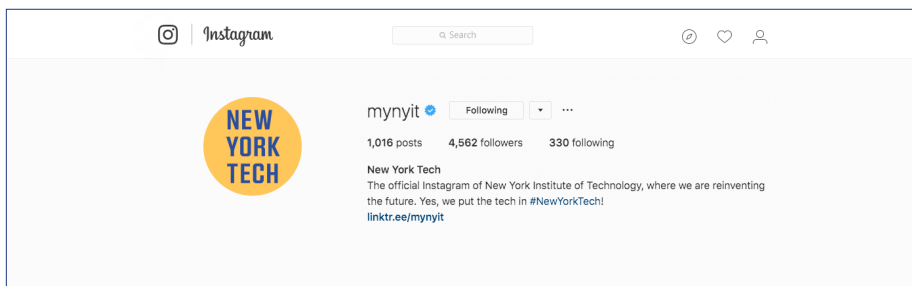 Instagram
Search
NEW
YORK
TECH
mynyit
Following
1,016 posts 4,562 followers 330 following
New York Tech
The official Instagram of New York Institute of Technology, where we are reinventing
the future. Yes, we put the tech in #NewYorkTech!
linktr.ee/mynyit